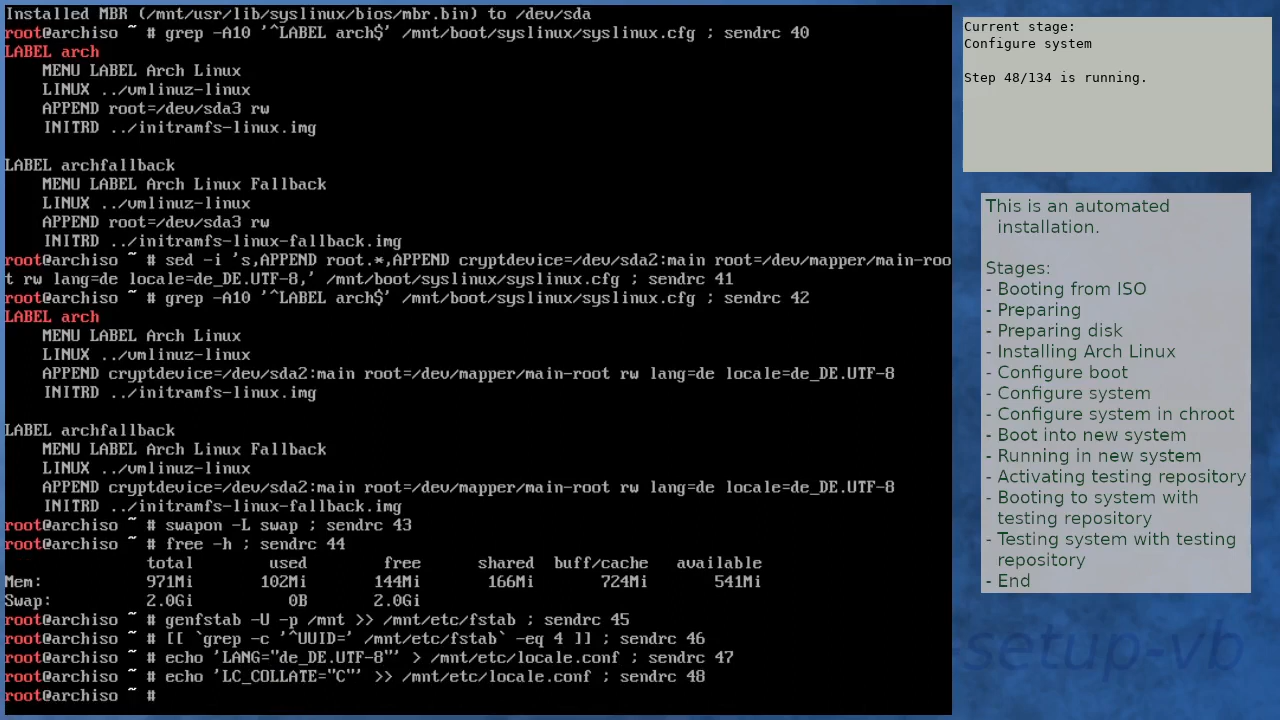 Installed MBR (/mnt/usr/lib/syslinux/bios/mbr.bin) to /dev/sda
root@archiso ~ # grep -A10 '^LABEL arch$' /mnt/boot/syslinux/syslinux.cfg ; sendrc 40
LABEL arch
    MENU LABEL Arch Linux
    LINUX ../vmlinuz-linux
    APPEND root=/dev/sda3 rw
    INITRD ../initramfs-linux.img

LABEL archfallback
    MENU LABEL Arch Linux Fallback
    LINUX ../vmlinuz-linux
    APPEND root=/dev/sda3 rw
    INITRD ../initramfs-linux-fallback.img
root@archiso ~ # sed -i 's,APPEND root.*,APPEND cryptdevice=/dev/sda2:main root=/dev/mapper/main-roo
t rw lang=de locale=de_DE.UTF-8,' /mnt/boot/syslinux/syslinux.cfg ; sendrc 41
root@archiso ~ # grep -A10 '^LABEL arch$' /mnt/boot/syslinux/syslinux.cfg ; sendrc 42
LABEL arch
    MENU LABEL Arch Linux
    LINUX ../vmlinuz-linux
    APPEND cryptdevice=/dev/sda2:main root=/dev/mapper/main-root rw lang=de locale=de_DE.UTF-8
    INITRD ../initramfs-linux.img

LABEL archfallback
    MENU LABEL Arch Linux Fallback
    LINUX ../vmlinuz-linux
    APPEND cryptdevice=/dev/sda2:main root=/dev/mapper/main-root rw lang=de locale=de_DE.UTF-8
    INITRD ../initramfs-linux-fallback.img
root@archiso ~ # swapon -L swap ; sendrc 43
root@archiso ~ # free -h ; sendrc 44
               total        used        free      shared  buff/cache   available
Mem:           971Mi       102Mi       144Mi       166Mi       724Mi       541Mi
Swap:          2.0Gi          0B       2.0Gi
root@archiso ~ # genfstab -U -p /mnt >> /mnt/etc/fstab ; sendrc 45
root@archiso ~ # [[ `grep -c '^UUID=' /mnt/etc/fstab` -eq 4 ]] ; sendrc 46
root@archiso ~ # echo 'LANG="de_DE.UTF-8"' > /mnt/etc/locale.conf ; sendrc 47
root@archiso ~ # echo 'LC_COLLATE="C"' >> /mnt/etc/locale.conf ; sendrc 48
root@archiso ~ #
Current stage:
Configure system

Step 48/134 is running.
This is an automated
installation.

Stages:
- Booting from ISO
- Preparing
- Preparing disk
- Installing Arch Linux
- Configure boot
- Configure system
- Configure system in chroot
- Boot into new system
- Running in new system
- Activating testing repository
- Booting to system with
testing repository
- Testing system with testing
repository
- End
-setup-vb